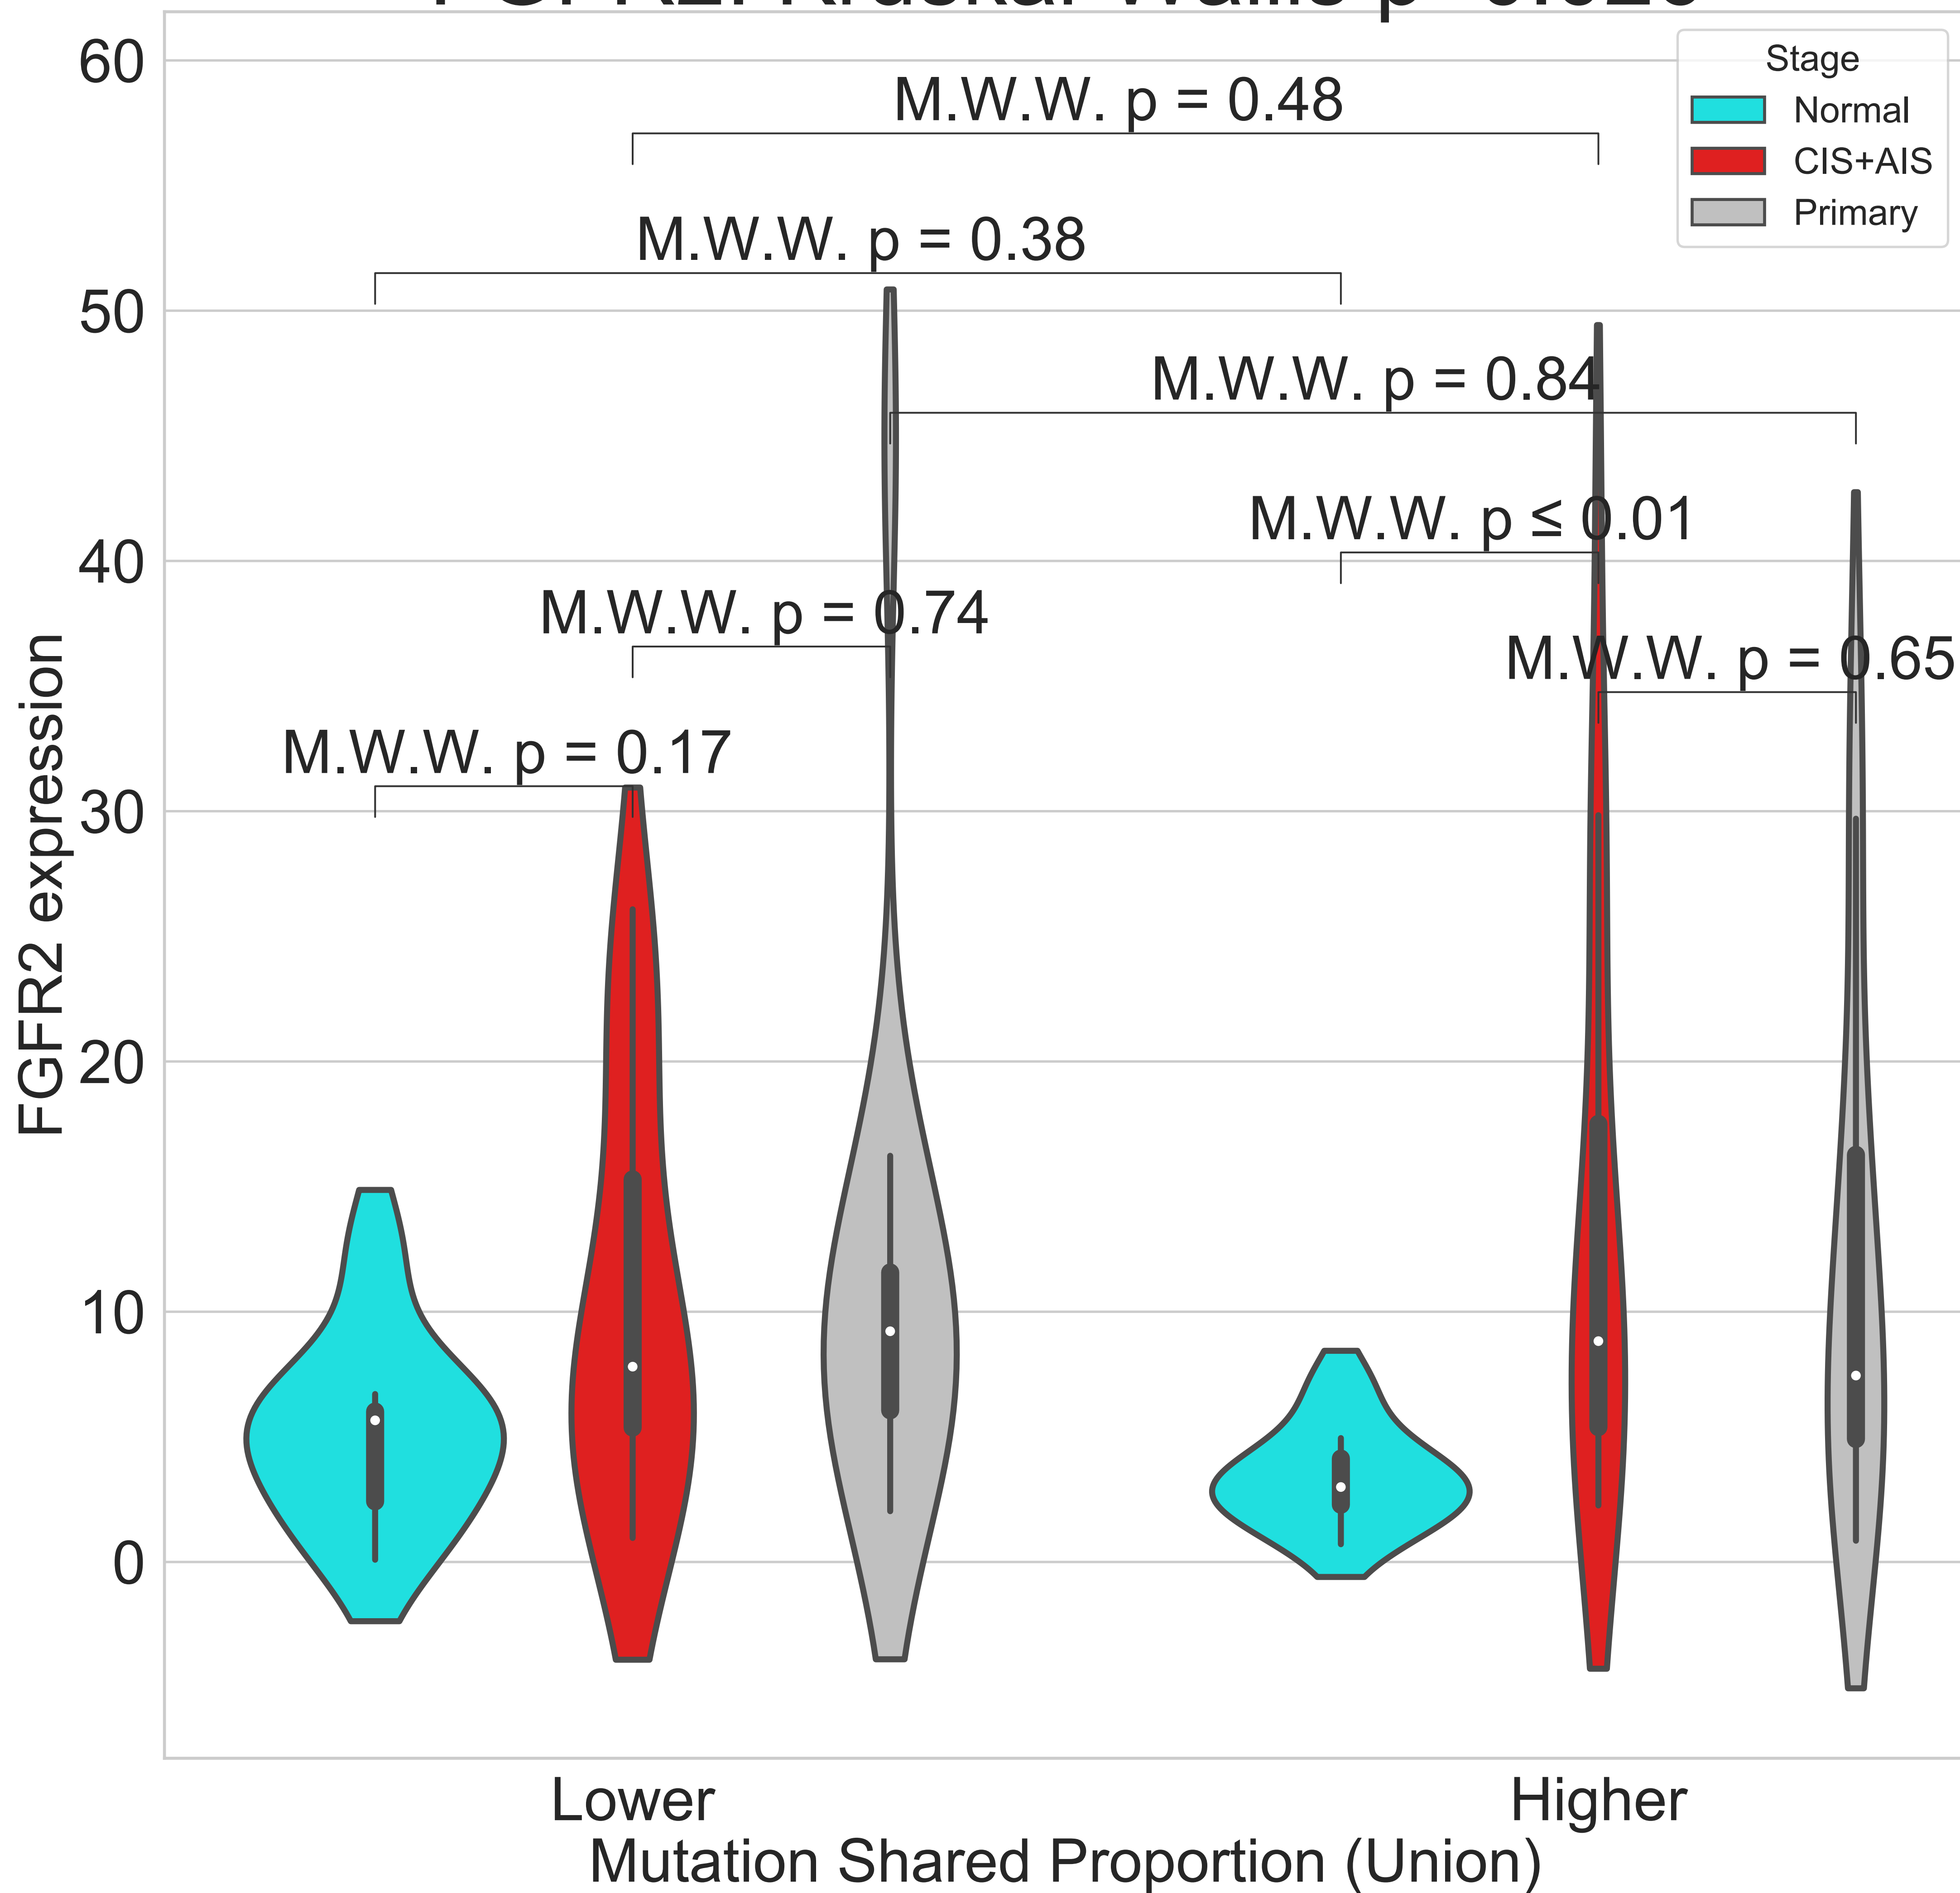 60
50
40
30
20
10
0
FGFR2 expression
Stage
Normal
CIS+AIS
Primary
M.W.W. p = 0.48
M.W.W. p = 0.38
M.W.W. p = 0.84
M.W.W. p ≤ 0.01
M.W.W. p = 0.74
M.W.W. p = 0.65
M.W.W. p = 0.17
Lower
Higher
Mutation Shared Proportion (Union)